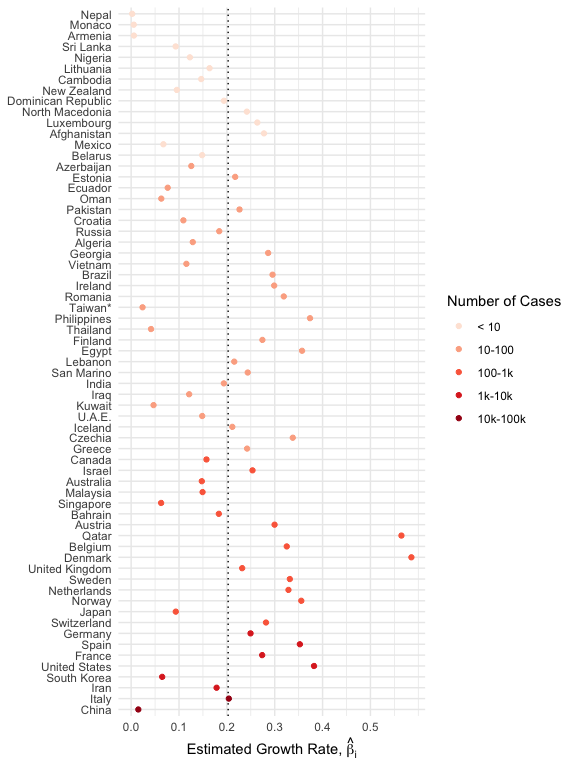 Nepal
Monaco
Armenia
Sri Lanka
Nigeria
Lithuania
Cambodia
New Zealand
Dominican Republic
North Macedonia
Luxembourg
Afghanistan
Mexico
Belarus
Azerbaijan
Estonia
Ecuador
Oman
Pakistan
Croatia
Russia
Algeria
Georgia
Vietnam
Brazil
Ireland
Romania
Taiwan*
Philippines
Thailand
Finland
Egypt
Lebanon
San Marino
India
Iraq
Kuwait
U.A.E.
Iceland
Czechia
Greece
Canada
Israel
Australia
Malaysia
Singapore
Bahrain
Austria
Qatar
Belgium
Denmark
United Kingdom
Sweden
Netherlands
Norway
Japan
Switzerland
Germany
Spain
France
United States
South Korea
Iran
Italy
China
0.0 0.1 0.2 0.3 0.4 0.5
Estimated Growth Rate, β̂ᵢ
Number of Cases
< 10
10-100
100-1k
1k-10k
10k-100k